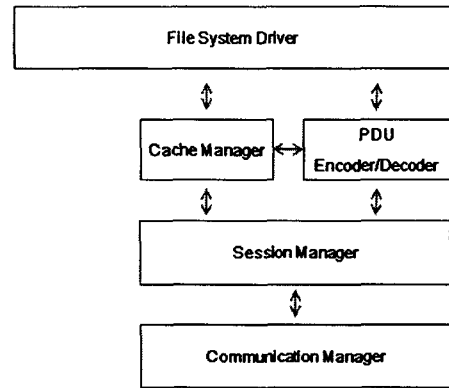 File System Driver
Cache Manager
PDU
Encoder/Decoder
Session Manager
Communication Manager